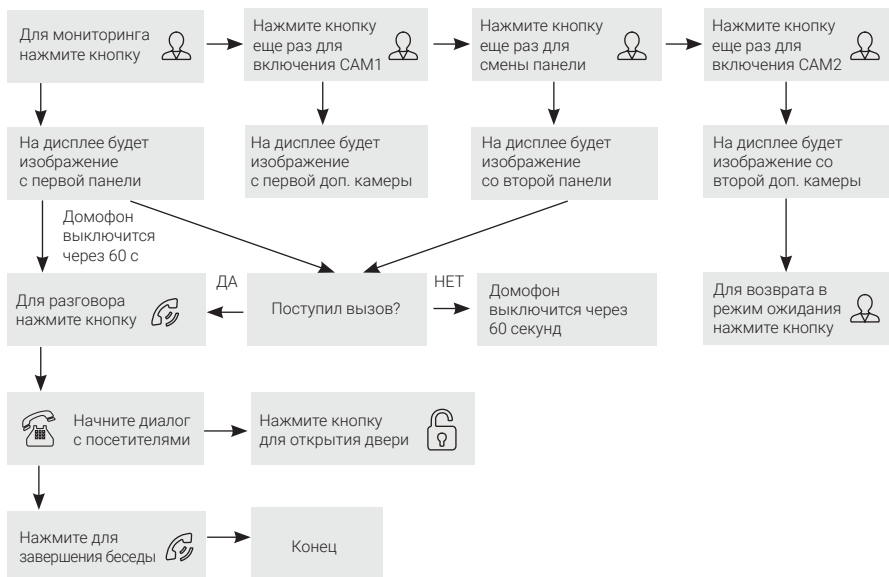 Для мониторинга
нажмите кнопку
Нажмите кнопку
еще раз для
включения CAM1
Нажмите кнопку
еще раз для
смены панели
Нажмите кнопку
еще раз для
включения CAM2
На дисплее будет
изображение
с первой панели
На дисплее будет
изображение
с первой доп. камеры
На дисплее будет
изображение
со второй панели
На дисплее будет
изображение со
второй доп. камеры
Домофон
выключится
через 60 с
Для разговора
нажмите кнопку
ДА
Поступил вызов?
НЕТ
Домофон
выключится через
60 секунд
Для возврата в
режим ожидания
нажмите кнопку
Начните диалог
с посетителями
Нажмите кнопку
для открытия двери
Нажмите для
завершения беседы
Конец